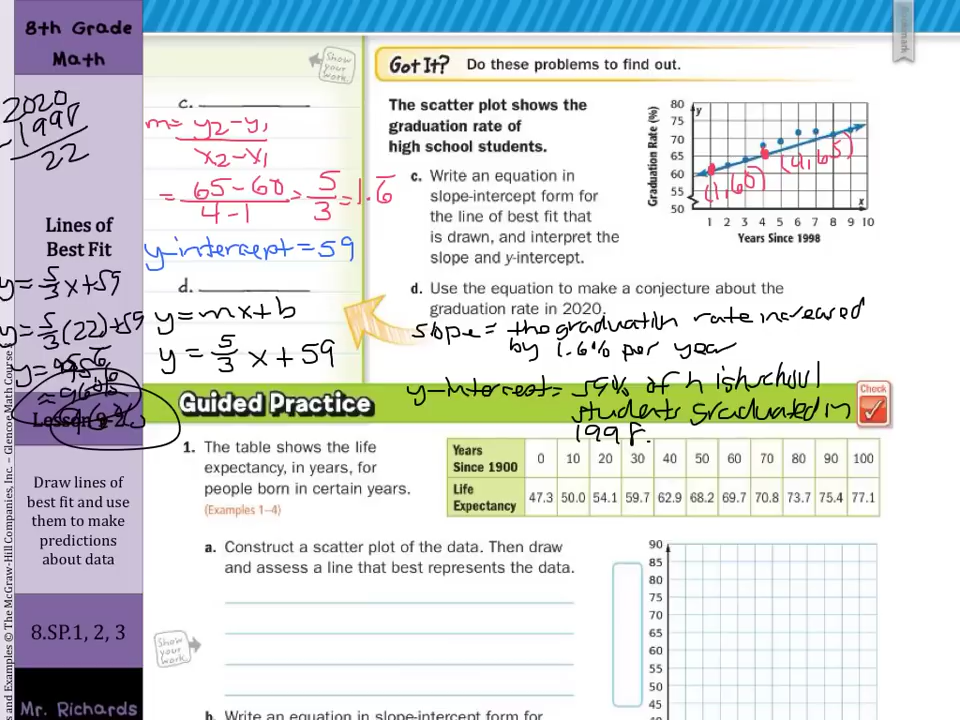 8th Grade
Math
2020
- 1998
22
Lines of
Best Fit
y = 5/3 x + 59
y = 5/3 (22) + 59
Lesson 9-2
Draw lines of
best fit and use
them to make
predictions
about data
8.SP.1, 2, 3
Mr. Richards
s and Examples © The McGraw-Hill Companies, Inc. – Glencoe Math Course
Show
your
work.
c.
m = y2 - y1
x2 - x1
= 65 - 60 = 5 = 1.6̅
4 - 1 3
y-intercept = 59
d.
y = mx + b
y = 5/3 x + 59
Got It? Do these problems to find out.
The scatter plot shows the
graduation rate of
high school students.
c. Write an equation in
slope-intercept form for
the line of best fit that
is drawn, and interpret the
slope and y-intercept.
d. Use the equation to make a conjecture about the
graduation rate in 2020.
Graduation Rate (%)
80
75
70
65
60
55
50
y
x
(1, 60)
(4, 65)
1 2 3 4 5 6 7 8 9 10
Years Since 1998
slope = the graduation rate increased
by 1.6% per year
y-intercept = 59% of
students graduated in
1998.
Guided Practice
Check
1. The table shows the life
expectancy, in years, for
people born in certain years.
(Examples 1–4)
Years Since 1900 0 10 20 30 40 50 60 70 80 90 100
Life Expectancy 47.3 50.0 54.1 59.7 62.9 68.2 69.7 70.8 73.7 75.4 77.1
a. Construct a scatter plot of the data. Then draw
and assess a line that best represents the data.
Show
your
work.
90
85
80
75
70
65
60
55
50
45
40
b. Write an equation in slope-intercept form for